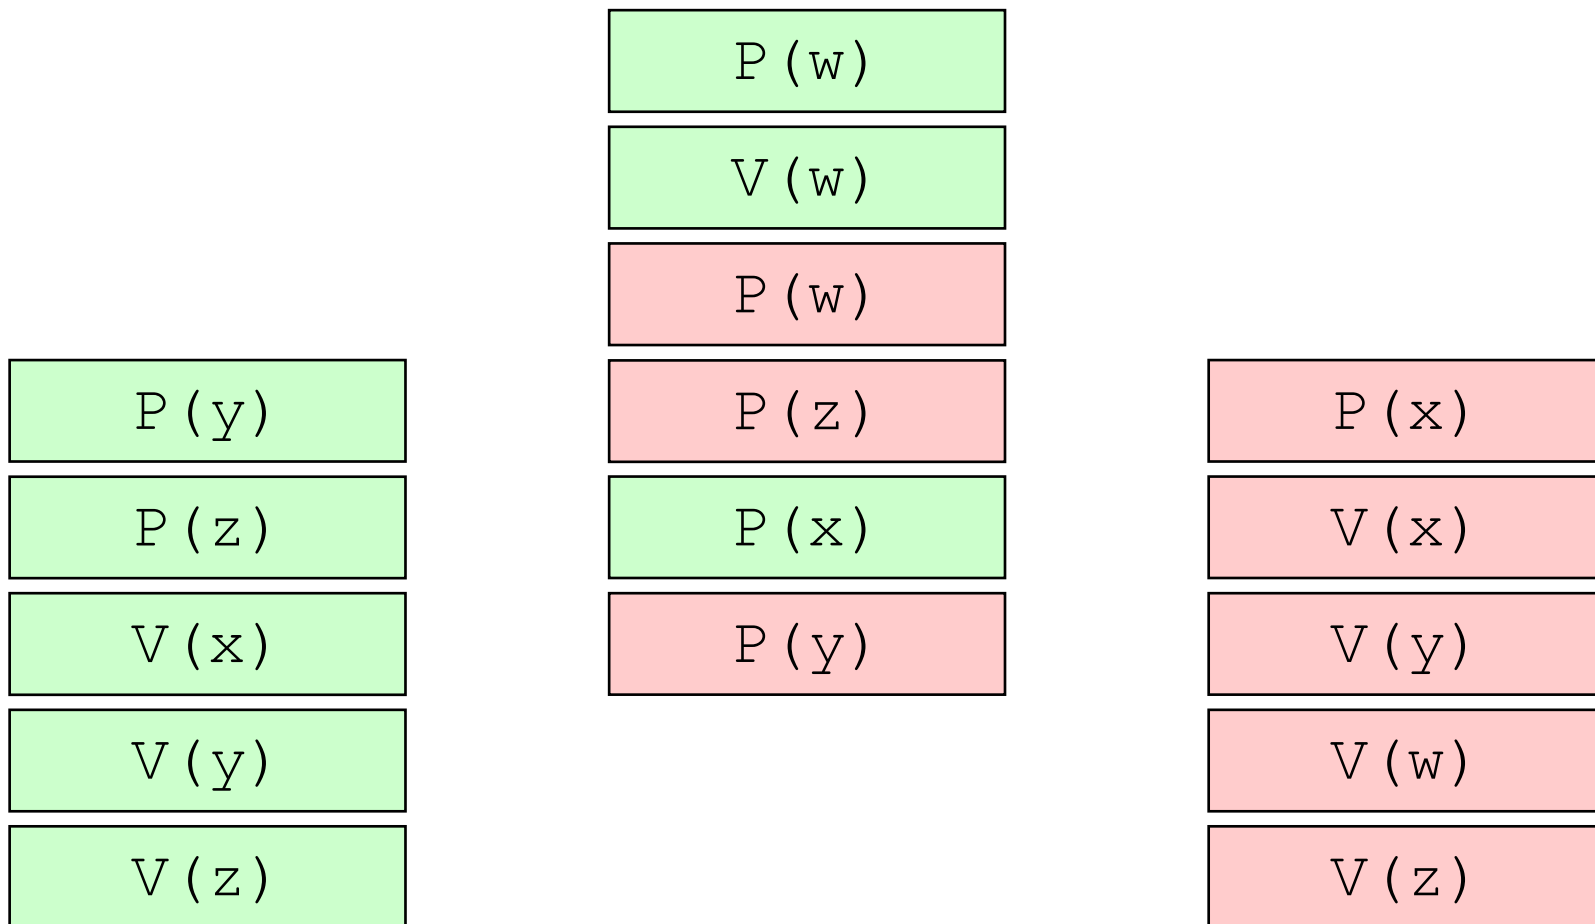 P(w)
V(w)
P(w)
P(y) P(z) P(x)
P(z) P(x) V(x)
V(x) P(y) V(y)
V(y) V(w)
V(z) V(z)